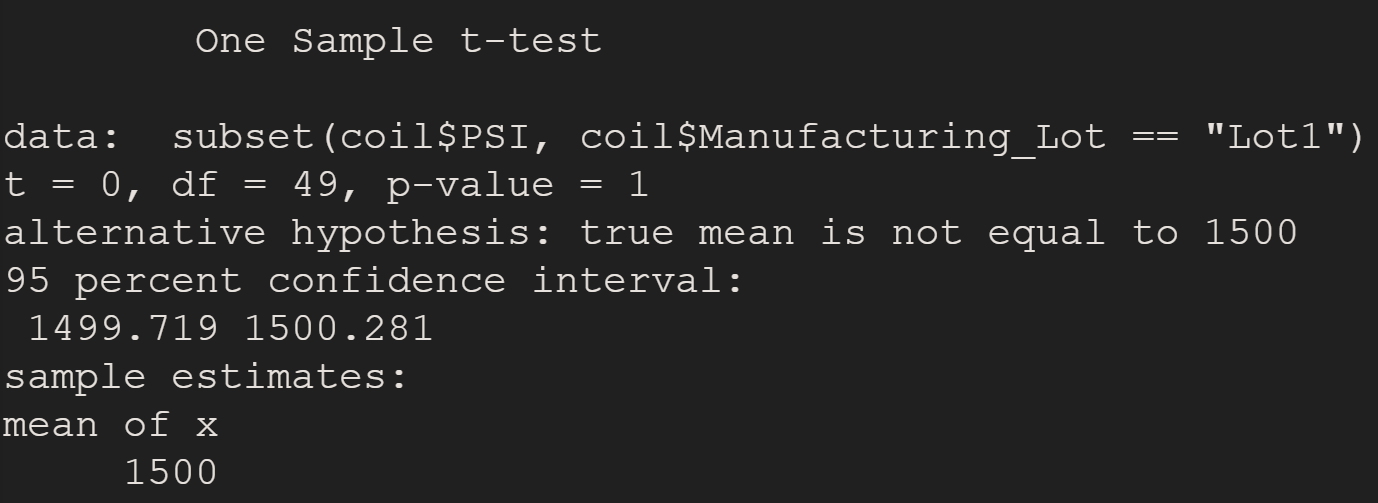 One Sample t-test
data:  subset(coil$PSI, coil$Manufacturing_Lot == "Lot1")
t = 0, df = 49, p-value = 1
alternative hypothesis: true mean is not equal to 1500
95 percent confidence interval:
 1499.719 1500.281
sample estimates:
mean of x
     1500